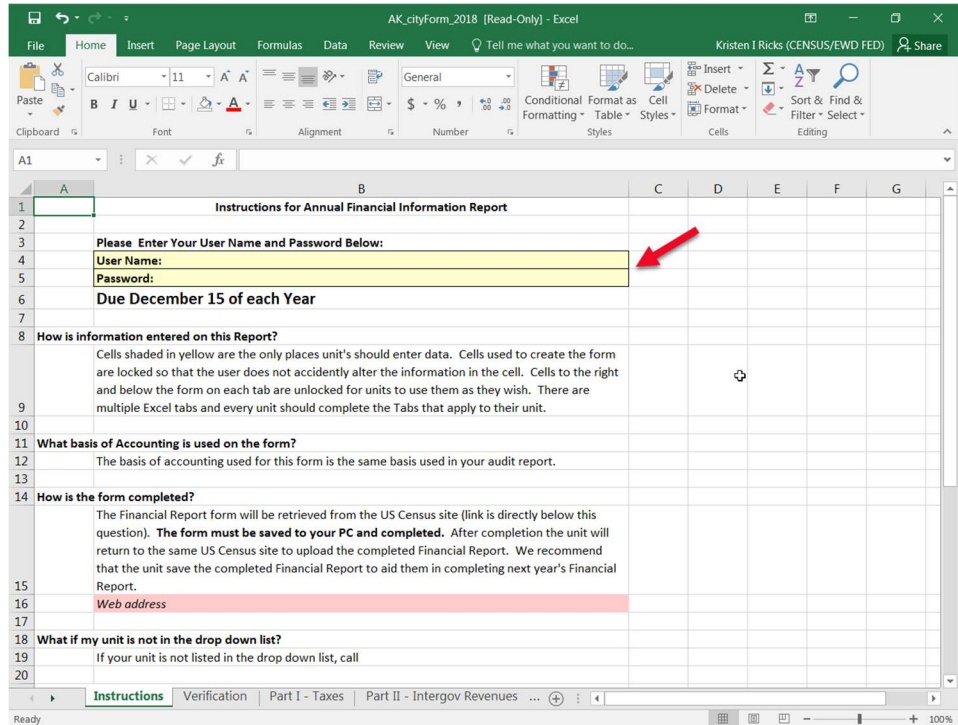 AK_cityForm_2018 [Read-Only] - Excel
File Home Insert Page Layout Formulas Data Review View Tell me what you want to do... Kristen I Ricks (CENSUS/EWD FED) Share
Paste
Calibri 11 A A
General
B I U A
$ % , .0 .00 .00 .0
Conditional Formatting
Format as Table
Cell Styles
Insert
Delete
Format
Σ
A Z
Sort & Filter
Find & Select
Clipboard Font Alignment Number Styles Cells Editing
A1 fx
A B C D E F G
1 Instructions for Annual Financial Information Report
2
3 Please Enter Your User Name and Password Below:
4 User Name:
5 Password:
6 Due December 15 of each Year
7
8 How is information entered on this Report?
Cells shaded in yellow are the only places unit's should enter data. Cells used to create the form
are locked so that the user does not accidently alter the information in the cell. Cells to the right
and below the form on each tab are unlocked for units to use them as they wish. There are
9 multiple Excel tabs and every unit should complete the Tabs that apply to their unit.
10
11 What basis of Accounting is used on the form?
12 The basis of accounting used for this form is the same basis used in your audit report.
13
14 How is the form completed?
The Financial Report form will be retrieved from the US Census site (link is directly below this
question). The form must be saved to your PC and completed. After completion the unit will
return to the same US Census site to upload the completed Financial Report. We recommend
that the unit save the completed Financial Report to aid them in completing next year's Financial
15 Report.
16 Web address
17
18 What if my unit is not in the drop down list?
19 If your unit is not listed in the drop down list, call
20
Instructions Verification Part I - Taxes Part II - Intergov Revenues ...
Ready 100%